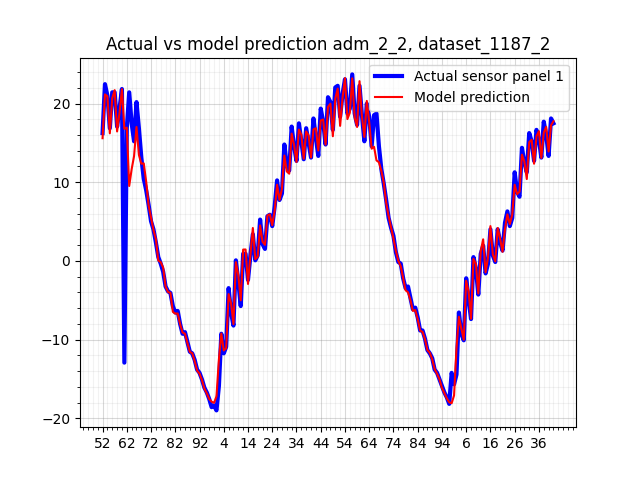 Actual vs model prediction adm_2_2, dataset_1187_2
Actual sensor panel 1
Model prediction
20
10
0
−10
−20
52 62 72 82 92 4 14 24 34 44 54 64 74 84 94 6 16 26 36